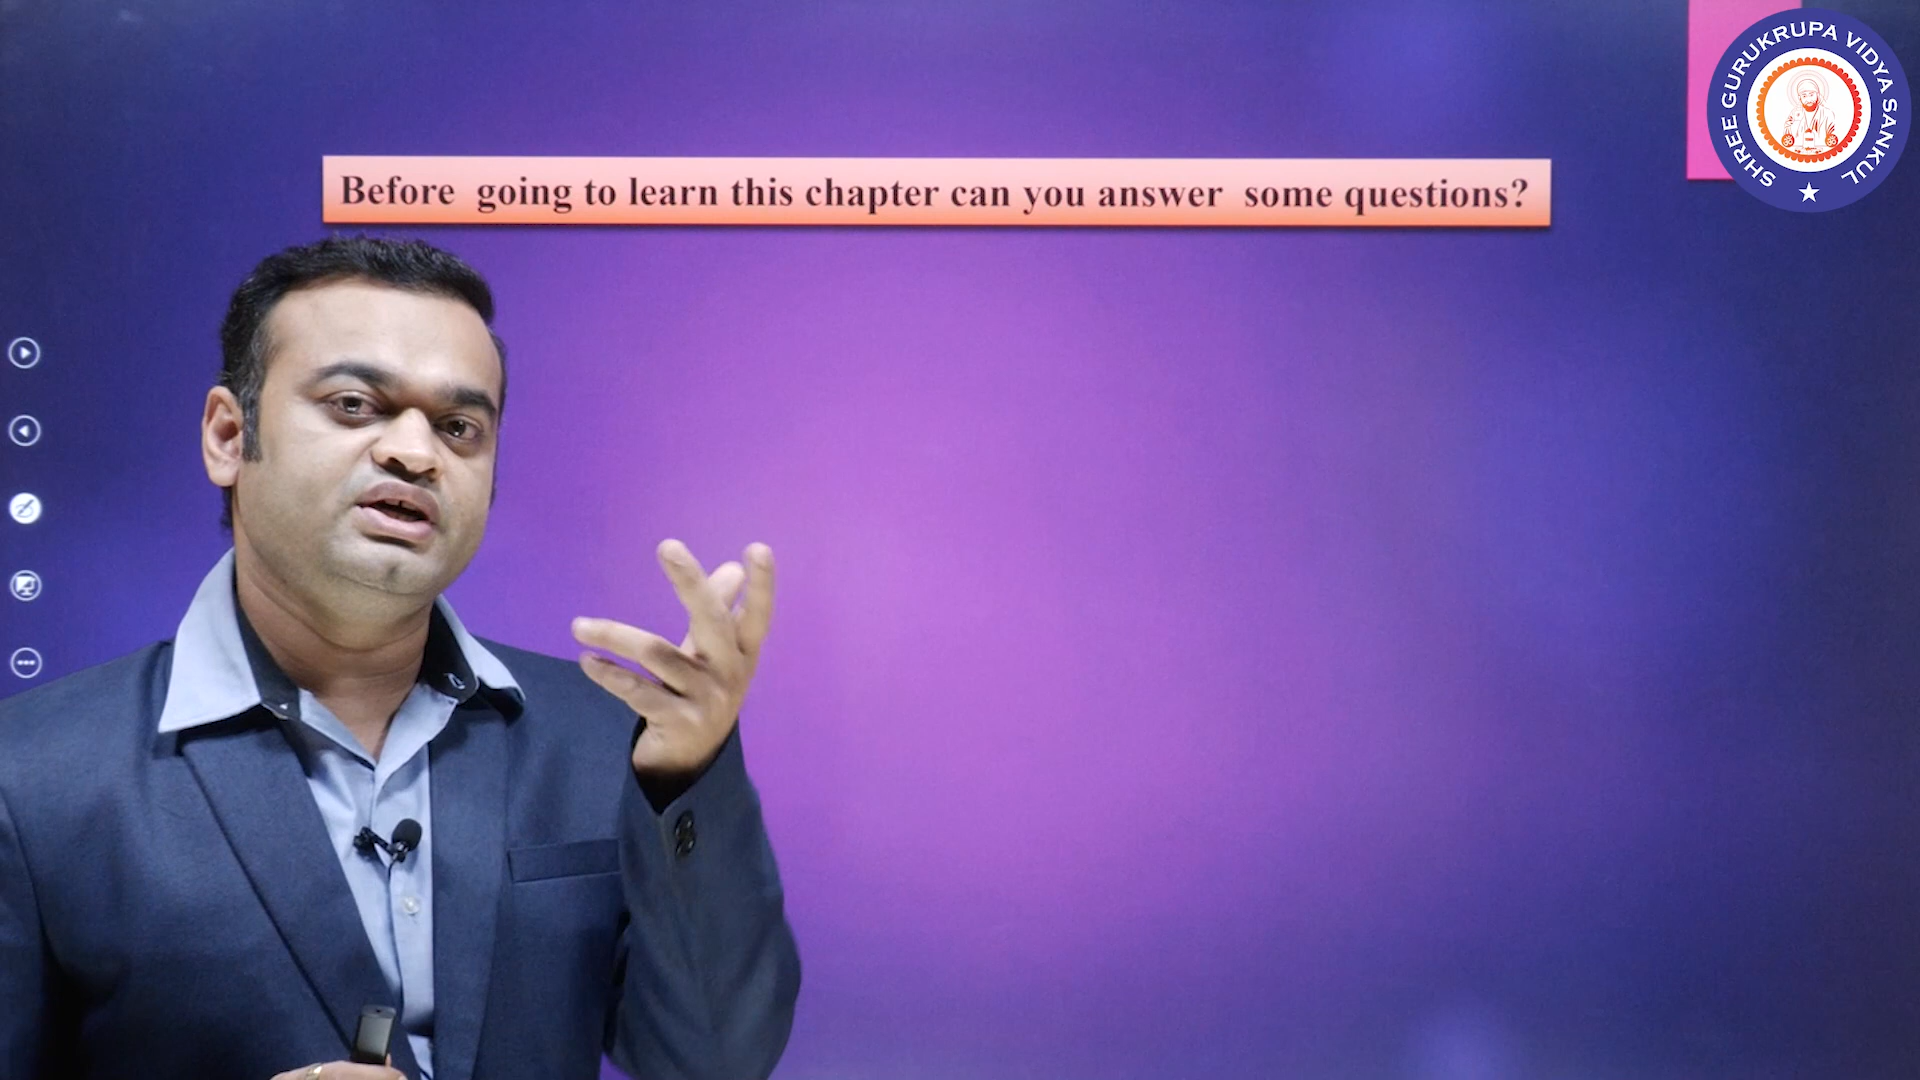 Before going to learn this chapter can you answer some questions?
SHREE GURUKRUPA VIDYA SANKUL